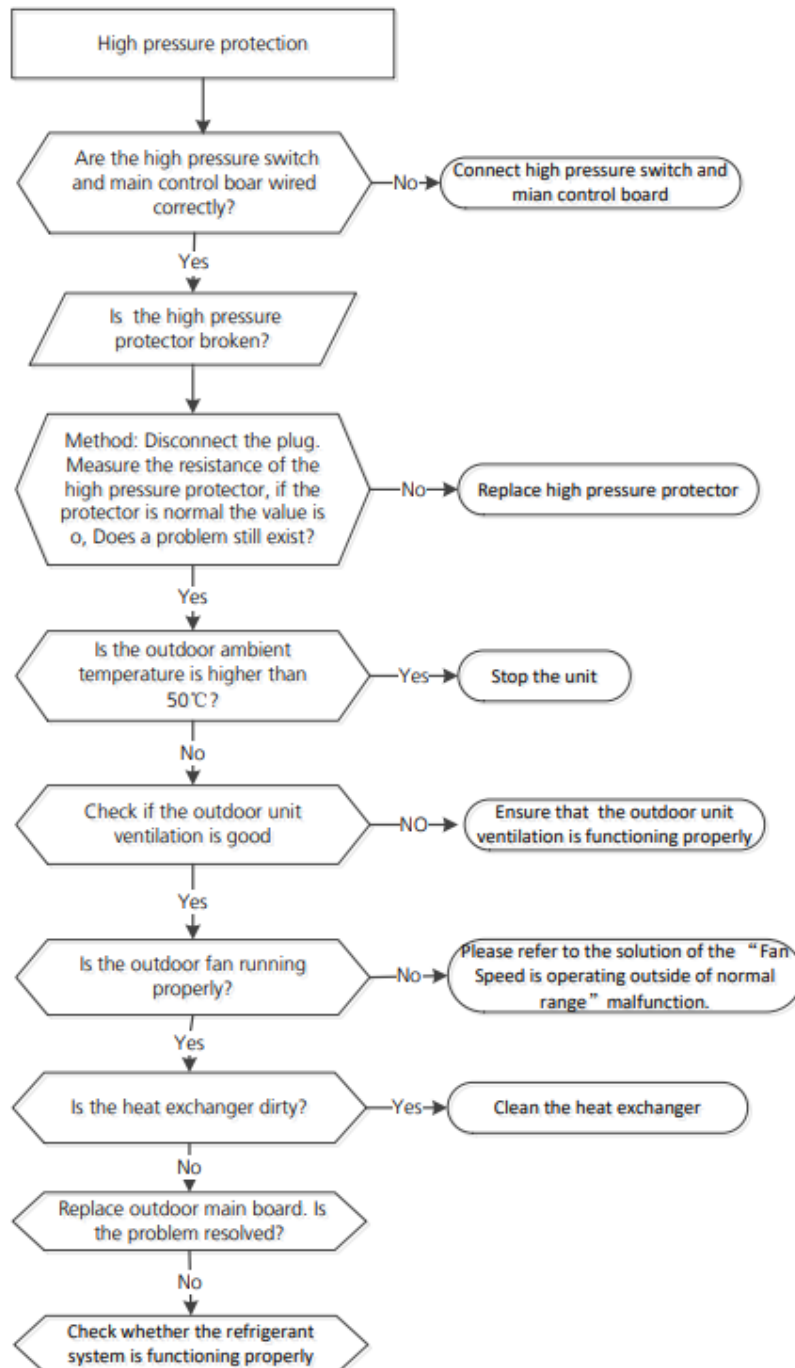 High pressure protection
Are the high pressure switch
and main control boar wired
correctly?
No
Connect high pressure switch and
mian control board
Yes
Is the high pressure
protector broken?
Method: Disconnect the plug.
Measure the resistance of the
high pressure protector, if the
protector is normal the value is
o, Does a problem still exist?
No
Replace high pressure protector
Yes
Is the outdoor ambient
temperature is higher than
50℃?
Yes
Stop the unit
No
Check if the outdoor unit
ventilation is good
NO
Ensure that the outdoor unit
ventilation is functioning properly
Yes
Is the outdoor fan running
properly?
No
Please refer to the solution of the “Fan
Speed is operating outside of normal
range” malfunction.
Yes
Is the heat exchanger dirty?
Yes
Clean the heat exchanger
No
Replace outdoor main board. Is
the problem resolved?
No
Check whether the refrigerant
system is functioning properly